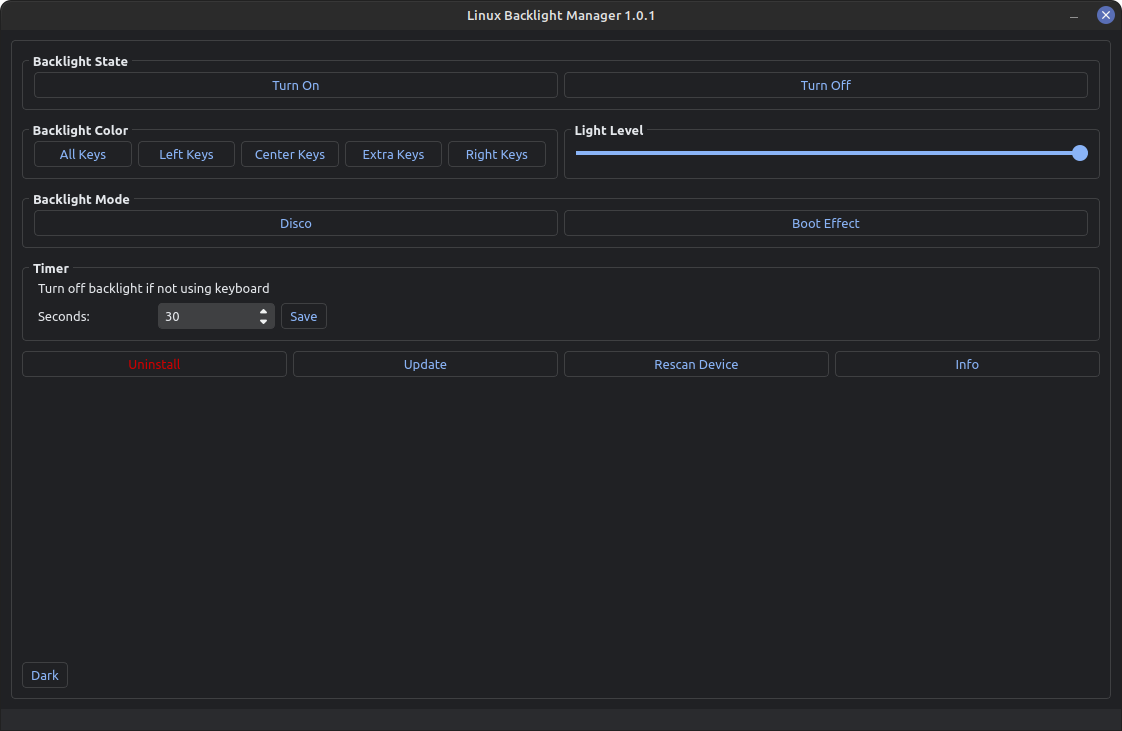 Linux Backlight Manager 1.0.1
Backlight State
Turn On Turn Off
Backlight Color Light Level
All Keys Left Keys Center Keys Extra Keys Right Keys
Backlight Mode
Disco Boot Effect
Timer
Turn off backlight if not using keyboard
Seconds: 30 Save
Uninstall Update Rescan Device Info
Dark